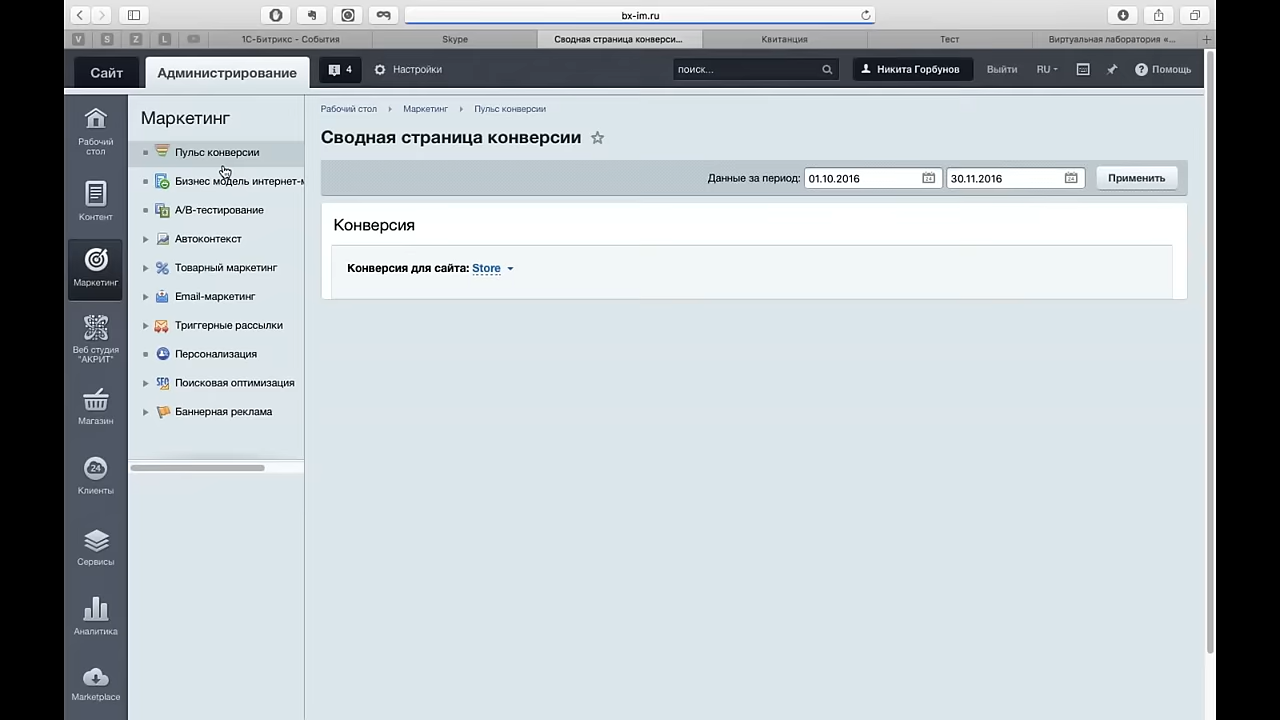 bx-im.ru
V
S
Z
L
1С-Битрикс - События
Skype
Сводная страница конверси...
Квитанция
Тест
Виртуальная лаборатория «...
Сайт
Администрирование
4
Настройки
поиск...
Никита Горбунов
Выйти
RU
Помощь
Рабочий стол
Контент
Маркетинг
Веб студия "АКРИТ"
Магазин
24
Клиенты
Сервисы
Аналитика
Marketplace
Маркетинг
Пульс конверсии
Бизнес модель интернет-м
A/B-тестирование
Автоконтекст
Товарный маркетинг
Email-маркетинг
Триггерные рассылки
Персонализация
SEO Поисковая оптимизация
Баннерная реклама
Рабочий стол Маркетинг Пульс конверсии
Сводная страница конверсии
Данные за период: 01.10.2016 30.11.2016 Применить
Конверсия
Конверсия для сайта: Store